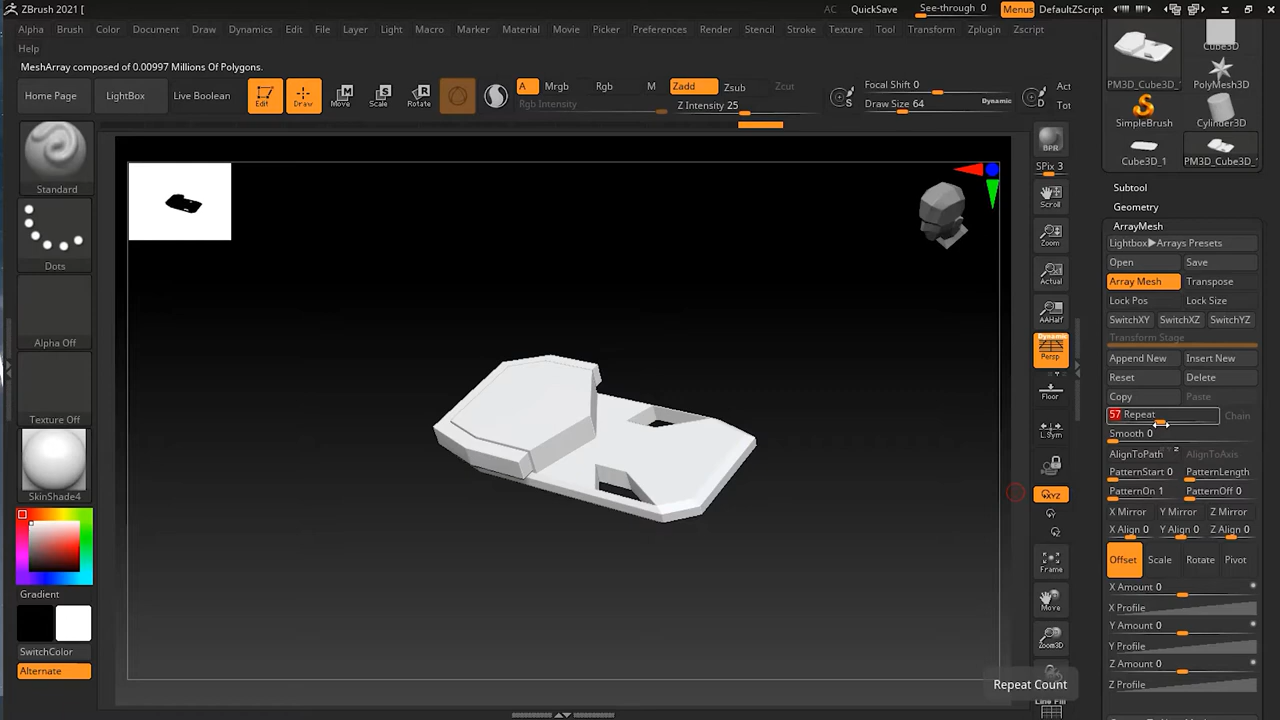 ZBrush 2021 [
AC
QuickSave
See-through 0
Menus
DefaultZScript
Alpha
Brush
Color
Document
Draw
Dynamics
Edit
File
Layer
Light
Macro
Marker
Material
Movie
Picker
Preferences
Render
Stencil
Stroke
Texture
Tool
Transform
Zplugin
Zscript
Help
MeshArray composed of 0.00997 Millions Of Polygons.
Home Page
LightBox
Live Boolean
Edit
Draw
Move
Scale
Rotate
A
Mrgb
Rgb
M
Rgb Intensity
Zadd
Zsub
Zcut
Z Intensity 25
S
Focal Shift 0
Draw Size 64
Dynamic
D
Act
Tot
Standard
Dots
Alpha Off
Texture Off
SkinShade4
Gradient
SwitchColor
Alternate
BPR
SPix 3
Scroll
Zoom
Actual
AAHalf
Dynamic
Persp
Floor
L.Sym
XYZ
Frame
Move
Zoom3D
Line Fill
Cube3D
PM3D_Cube3D_1
PolyMesh3D
SimpleBrush
Cylinder3D
Cube3D_1
PM3D_Cube3D_1
Subtool
Geometry
ArrayMesh
Lightbox▶Arrays Presets
Open
Save
Array Mesh
Transpose
Lock Pos
Lock Size
SwitchXY
SwitchXZ
SwitchYZ
Transform Stage
Append New
Insert New
Reset
Delete
Copy
Paste
57 Repeat
Chain
Smooth 0
AlignToPath
AlignToAxis
PatternStart 0
PatternLength
PatternOn 1
PatternOff 0
X Mirror
Y Mirror
Z Mirror
X Align 0
Y Align 0
Z Align 0
Offset
Scale
Rotate
Pivot
X Amount 0
X Profile
Y Amount 0
Y Profile
Z Amount 0
Z Profile
Repeat Count